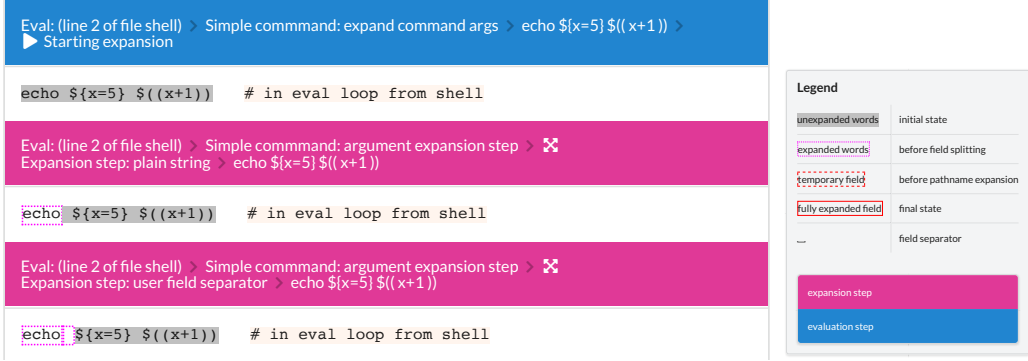 Eval: (line 2 of file shell) > Simple commmand: expand command args > echo ${x=5} $(( x+1 )) >
Starting expansion
echo ${x=5} $((x+1)) # in eval loop from shell
Eval: (line 2 of file shell) > Simple commmand: argument expansion step >
Expansion step: plain string > echo ${x=5} $(( x+1 ))
echo ${x=5} $((x+1)) # in eval loop from shell
Eval: (line 2 of file shell) > Simple commmand: argument expansion step >
Expansion step: user field separator > echo ${x=5} $(( x+1 ))
echo ${x=5} $((x+1)) # in eval loop from shell
Legend
unexpanded words initial state
expanded words before field splitting
temporary field before pathname expansion
fully expanded field final state
⎵ field separator
expansion step
evaluation step